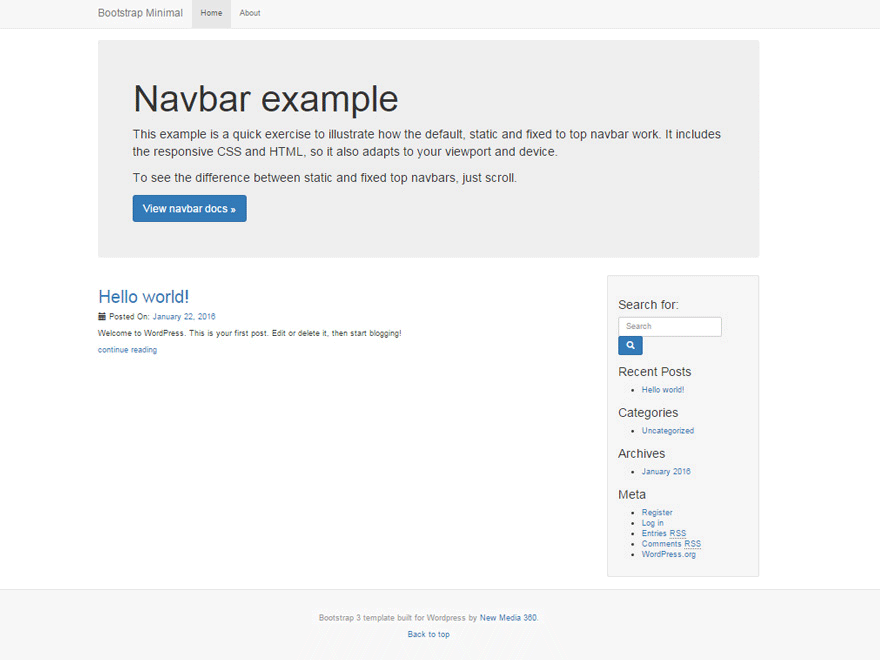 Bootstrap Minimal Home About
Navbar example
This example is a quick exercise to illustrate how the default, static and fixed to top navbar work. It includes
the responsive CSS and HTML, so it also adapts to your viewport and device.
To see the difference between static and fixed top navbars, just scroll.
View navbar docs »
Hello world!
Posted On: January 22, 2016
Welcome to WordPress. This is your first post. Edit or delete it, then start blogging!
continue reading
Search for:
Search
Recent Posts
Hello world!
Categories
Uncategorized
Archives
January 2016
Meta
Register
Log in
Entries RSS
Comments RSS
WordPress.org
Bootstrap 3 template built for Wordpress by New Media 360.
Back to top